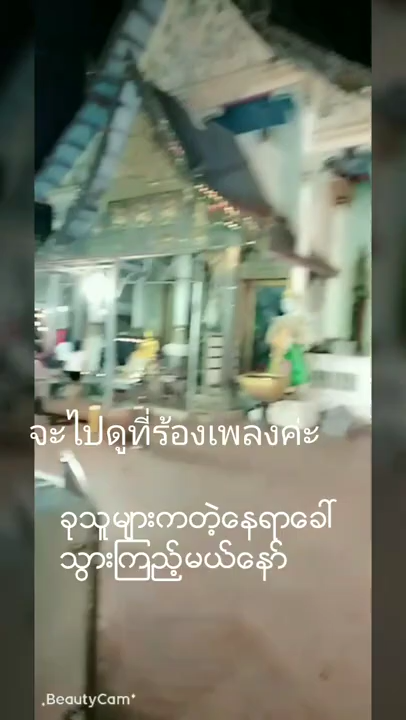 จะไปดูที่ร้องเพลงค่ะ
ခုသူများကတဲ့နေရာခေါ်
သွားကြည့်မယ်နော်
BeautyCam